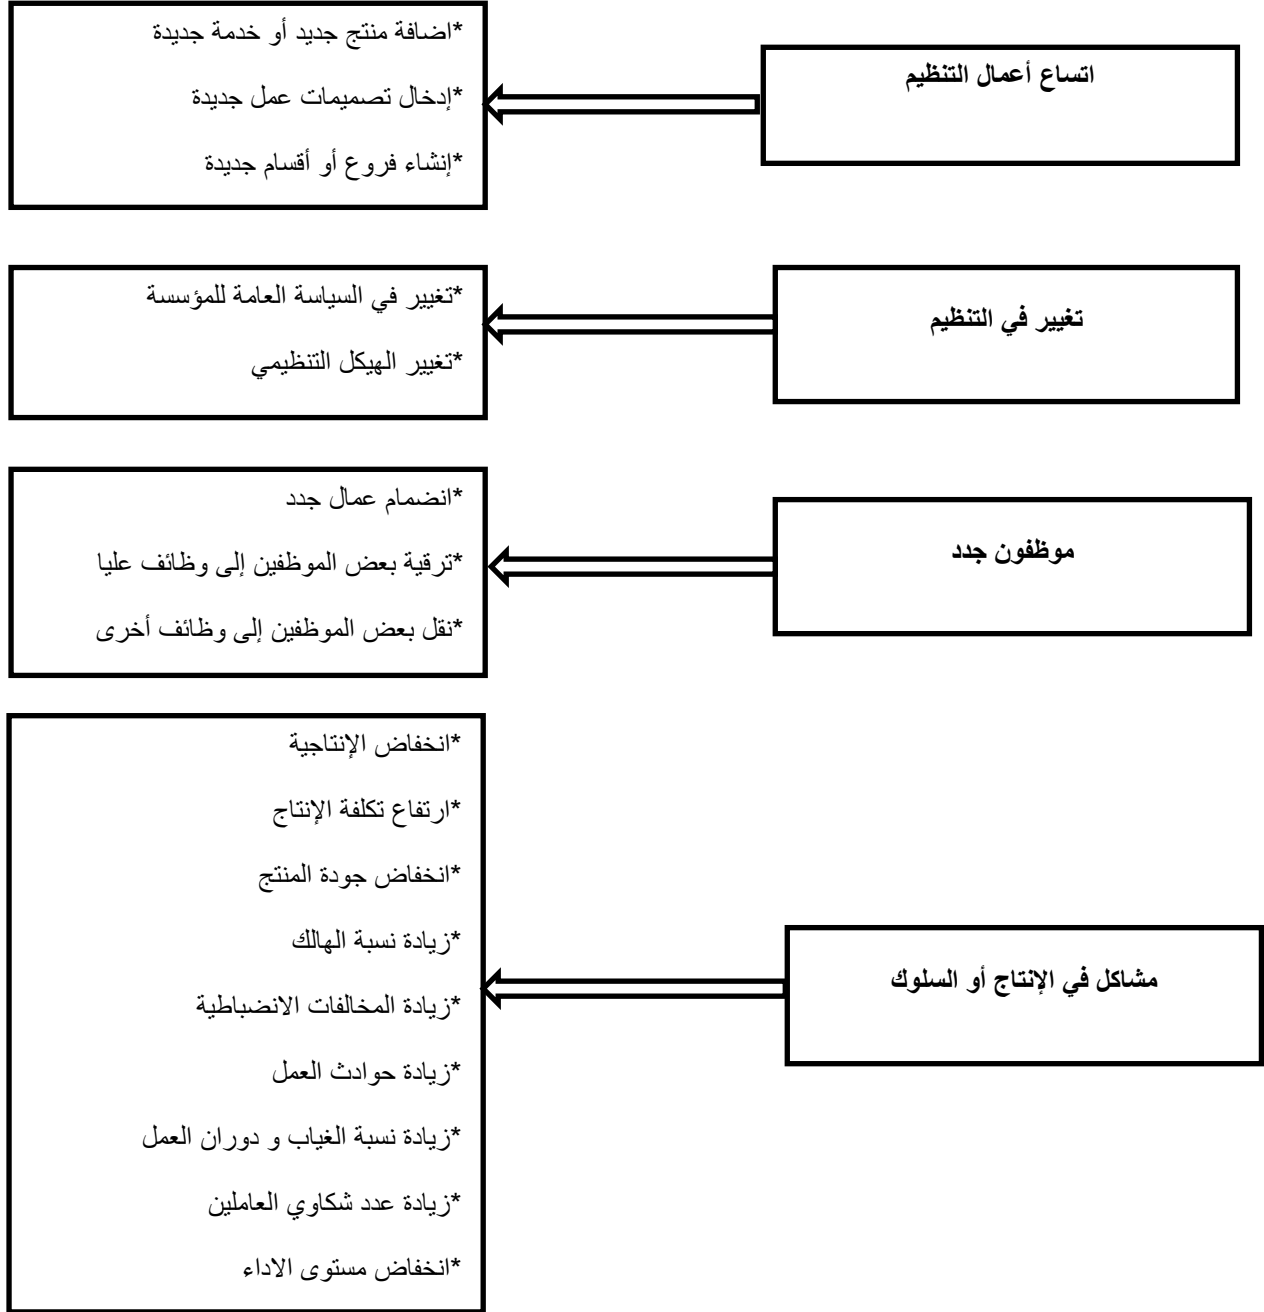 اتساع أعمال التنظيم
*اضافة منتج جديد أو خدمة جديدة
*إدخال تصميمات عمل جديدة
*إنشاء فروع أو أقسام جديدة
تغيير في التنظيم
*تغيير في السياسة العامة للمؤسسة
*تغيير الهيكل التنظيمي
موظفون جدد
*انضمام عمال جدد
*ترقية بعض الموظفين إلى وظائف عليا
*نقل بعض الموظفين إلى وظائف أخرى
مشاكل في الإنتاج أو السلوك
*انخفاض الإنتاجية
*ارتفاع تكلفة الإنتاج
*انخفاض جودة المنتج
*زيادة نسبة الهالك
*زيادة المخالفات الانضباطية
*زيادة حوادث العمل
*زيادة نسبة الغياب و دوران العمل
*زيادة عدد شكاوي العاملين
*انخفاض مستوى الاداء